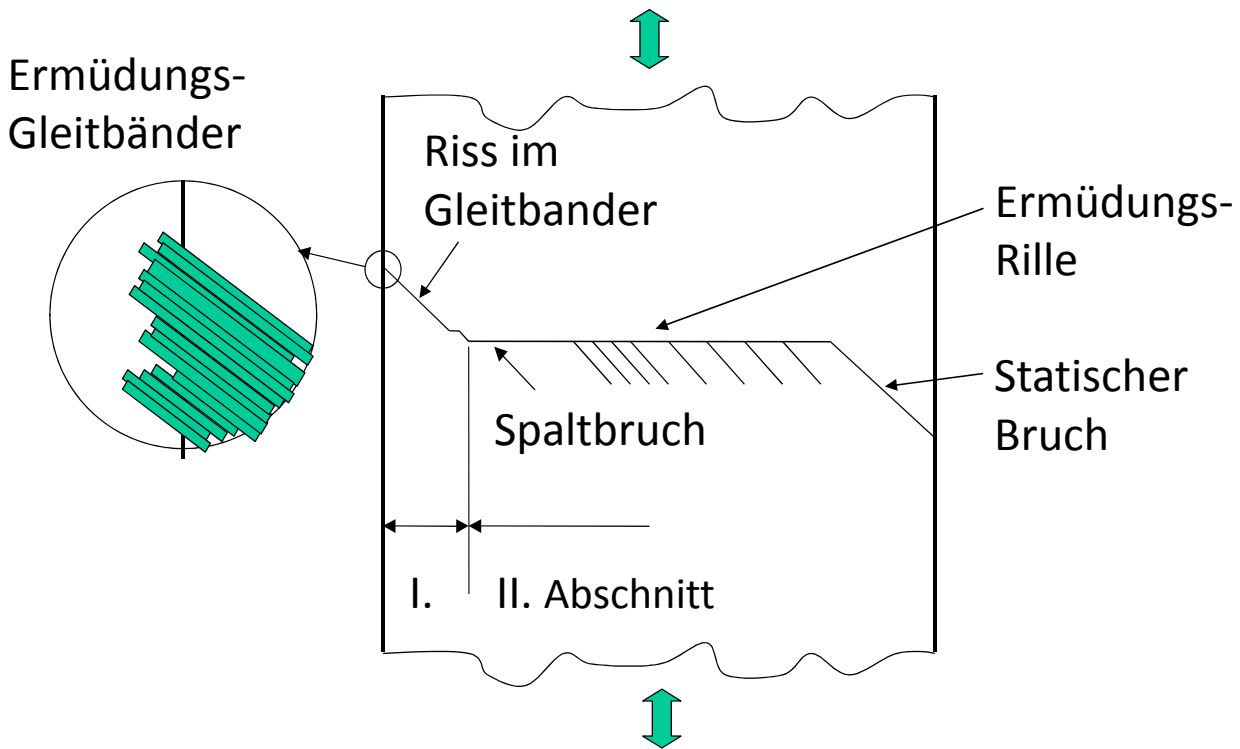 Ermüdungs-
Gleitbänder
Riss im
Gleitbander
Ermüdungs-
Rille
Spaltbruch
Statischer
Bruch
I.
II. Abschnitt